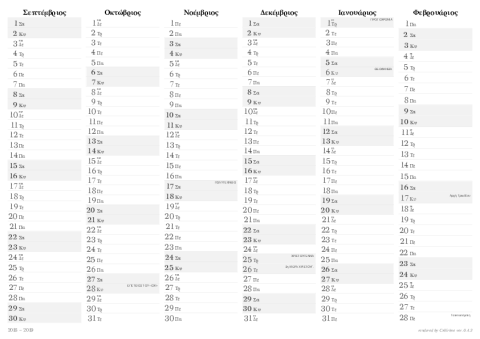 Σεπτέμβριος
1 Σα
2 Κυ
3 Δε
4 Τρ
5 Τε
6 Πε
7 Πα
8 Σα
9 Κυ
10 Δε
11 Τρ
12 Τε
13 Πε
14 Πα
15 Σα
16 Κυ
17 Δε
18 Τρ
19 Τε
20 Πε
21 Πα
22 Σα
23 Κυ
24 Δε
25 Τρ
26 Τε
27 Πε
28 Πα
29 Σα
30 Κυ
Οκτώβριος
1 Δε
2 Τρ
3 Τε
4 Πε
5 Πα
6 Σα
7 Κυ
8 Δε
9 Τρ
10 Τε
11 Πε
12 Πα
13 Σα
14 Κυ
15 Δε
16 Τρ
17 Τε
18 Πε
19 Πα
20 Σα
21 Κυ
22 Δε
23 Τρ
24 Τε
25 Πε
26 Πα
27 Σα
28 Κυ
29 Δε
30 Τρ
31 Τε
Νοέμβριος
1 Πε
2 Πα
3 Σα
4 Κυ
5 Δε
6 Τρ
7 Τε
8 Πε
9 Πα
10 Σα
11 Κυ
12 Δε
13 Τρ
14 Τε
15 Πε
16 Πα
17 Σα
18 Κυ
19 Δε
20 Τρ
21 Τε
22 Πε
23 Πα
24 Σα
25 Κυ
26 Δε
27 Τρ
28 Τε
29 Πε
30 Πα
Δεκέμβριος
1 Σα
2 Κυ
3 Δε
4 Τρ
5 Τε
6 Πε
7 Πα
8 Σα
9 Κυ
10 Δε
11 Τρ
12 Τε
13 Πε
14 Πα
15 Σα
16 Κυ
17 Δε
18 Τρ
19 Τε
20 Πε
21 Πα
22 Σα
23 Κυ
24 Δε
25 Τρ
26 Τε
27 Πε
28 Πα
29 Σα
30 Κυ
31 Δε
Ιανουάριος
1 Τρ
2 Τε
3 Πε
4 Πα
5 Σα
6 Κυ
7 Δε
8 Τρ
9 Τε
10 Πε
11 Πα
12 Σα
13 Κυ
14 Δε
15 Τρ
16 Τε
17 Πε
18 Πα
19 Σα
20 Κυ
21 Δε
22 Τρ
23 Τε
24 Πε
25 Πα
26 Σα
27 Κυ
28 Δε
29 Τρ
30 Τε
31 Πε
Φεβρουάριος
1 Πα
2 Σα
3 Κυ
4 Δε
5 Τρ
6 Τε
7 Πε
8 Πα
9 Σα
10 Κυ
11 Δε
12 Τρ
13 Τε
14 Πε
15 Πα
16 Σα
17 Κυ
18 Δε
19 Τρ
20 Τε
21 Πε
22 Πα
23 Σα
24 Κυ
25 Δε
26 Τρ
27 Τε
28 Πε
2018 - 2019